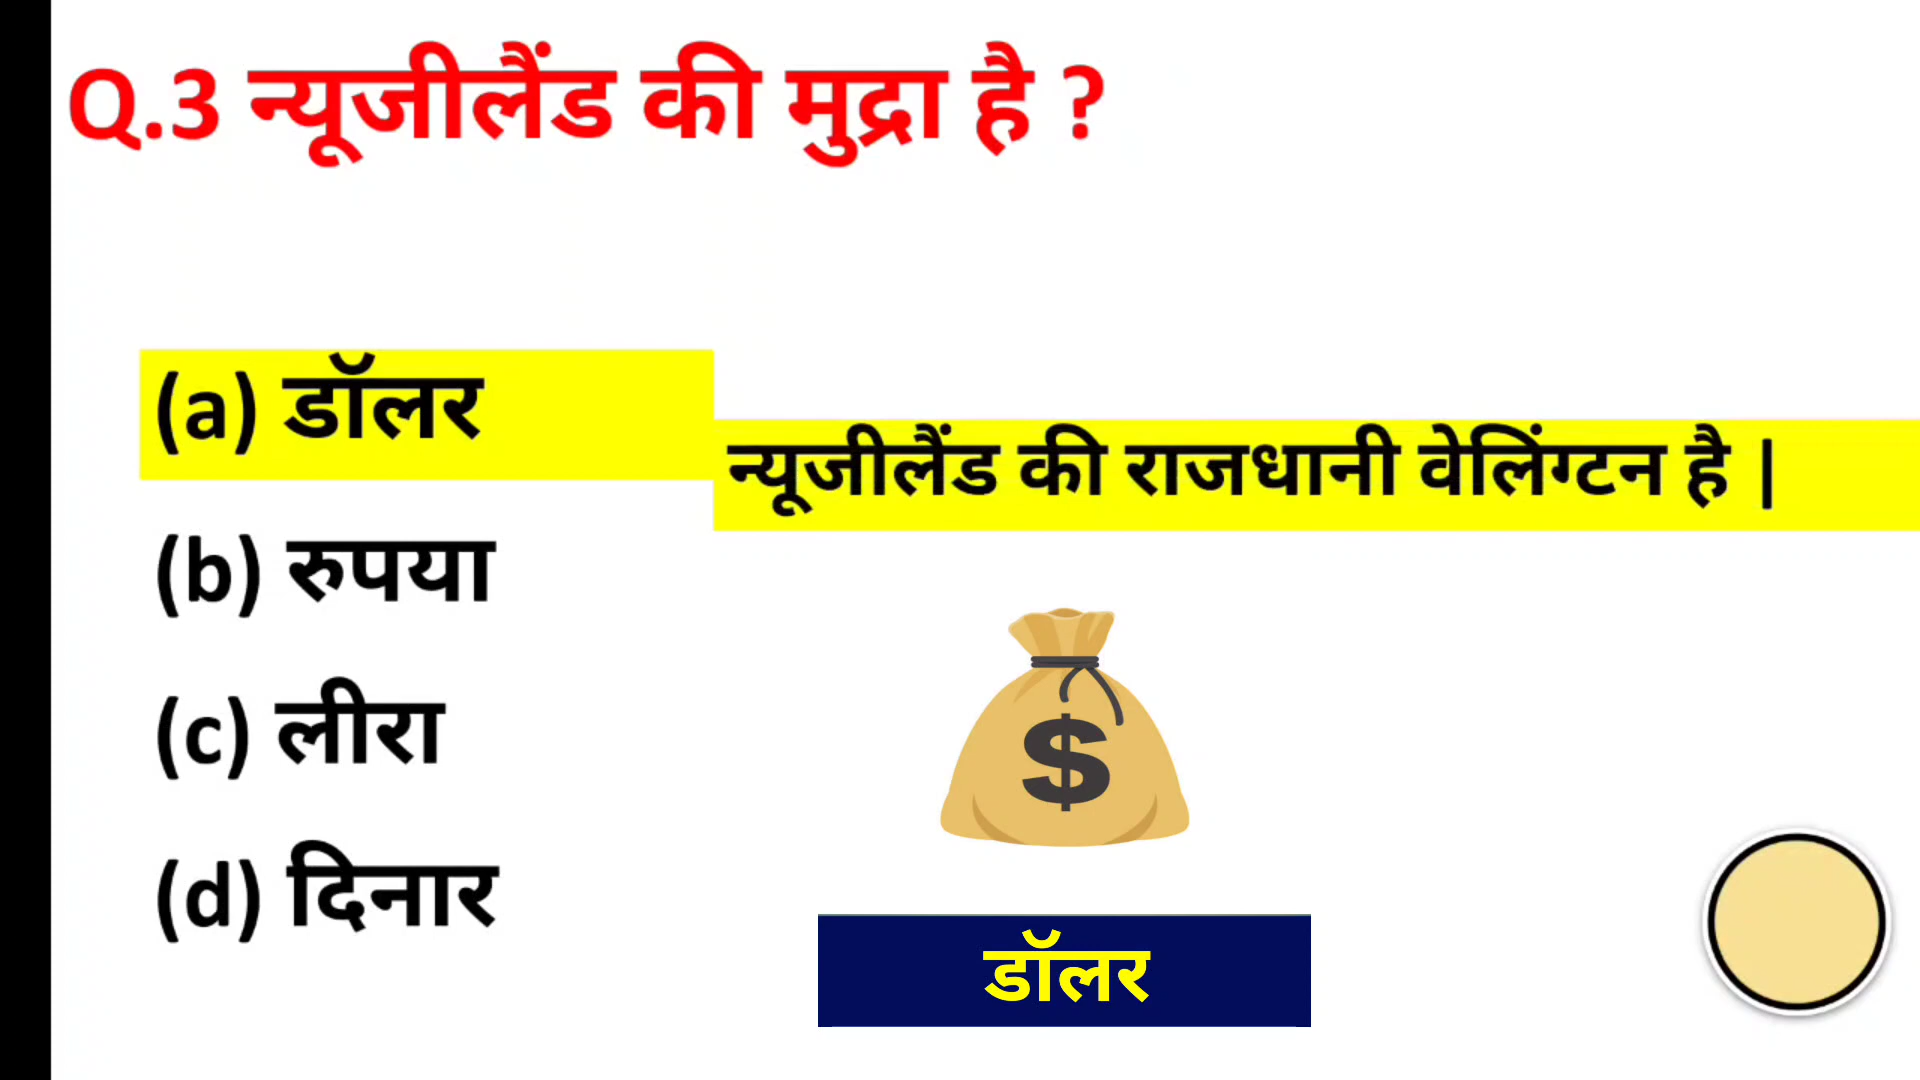 Q.3 न्यूजीलैंड की मुद्रा है ?
(a) डॉलर
न्यूजीलैंड की राजधानी वेलिंग्टन है |
(b) रुपया
(c) लीरा
(d) दिनार
$
डॉलर